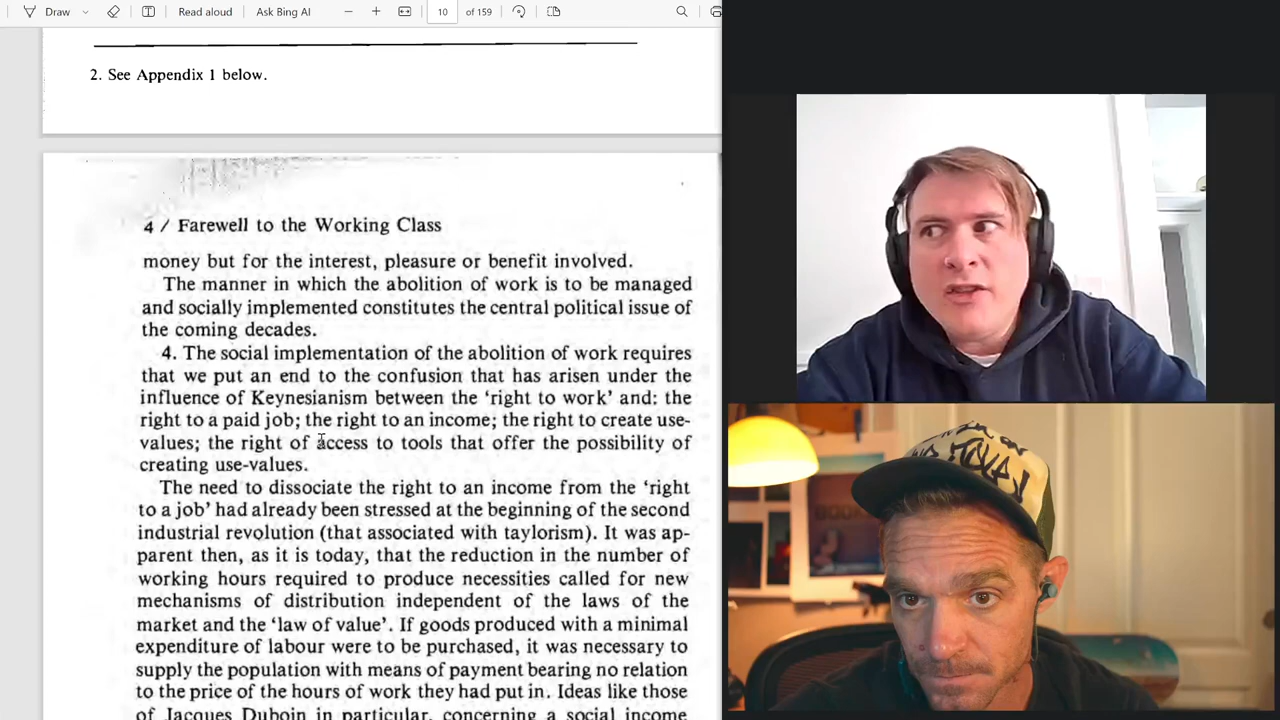 Draw
Read aloud
Ask Bing AI
10 of 159
2. See Appendix 1 below.
4 / Farewell to the Working Class
money but for the interest, pleasure or benefit involved.
The manner in which the abolition of work is to be managed
and socially implemented constitutes the central political issue of
the coming decades.
4. The social implementation of the abolition of work requires
that we put an end to the confusion that has arisen under the
influence of Keynesianism between the ‘right to work’ and: the
right to a paid job; the right to an income; the right to create use-
values; the right of access to tools that offer the possibility of
creating use-values.
The need to dissociate the right to an income from the ‘right
to a job’ had already been stressed at the beginning of the second
industrial revolution (that associated with taylorism). It was ap-
parent then, as it is today, that the reduction in the number of
working hours required to produce necessities called for new
mechanisms of distribution independent of the laws of the
market and the ‘law of value’. If goods produced with a minimal
expenditure of labour were to be purchased, it was necessary to
supply the population with means of payment bearing no relation
to the price of the hours of work they had put in. Ideas like those
of Jacques Duboin in particular, concerning a social income